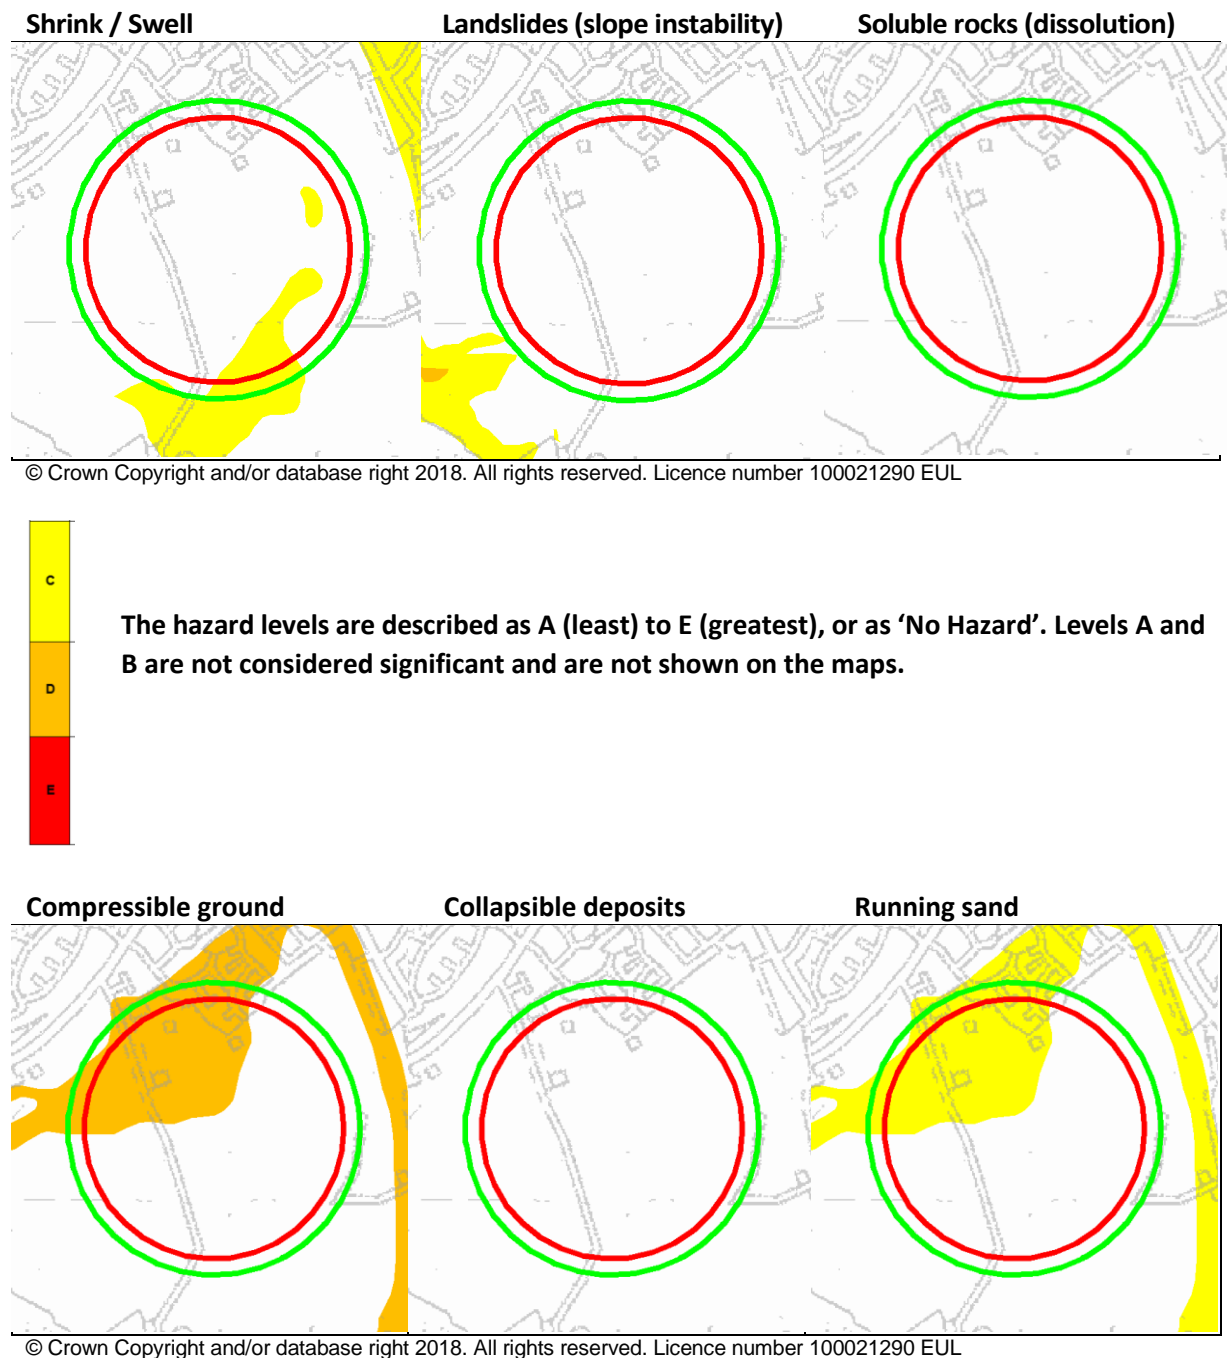 Shrink / Swell Landslides (slope instability) Soluble rocks (dissolution)
© Crown Copyright and/or database right 2018. All rights reserved. Licence number 100021290 EUL
C
The hazard levels are described as A (least) to E (greatest), or as ‘No Hazard’. Levels A and
B are not considered significant and are not shown on the maps.
D
E
Compressible ground Collapsible deposits Running sand
© Crown Copyright and/or database right 2018. All rights reserved. Licence number 100021290 EUL